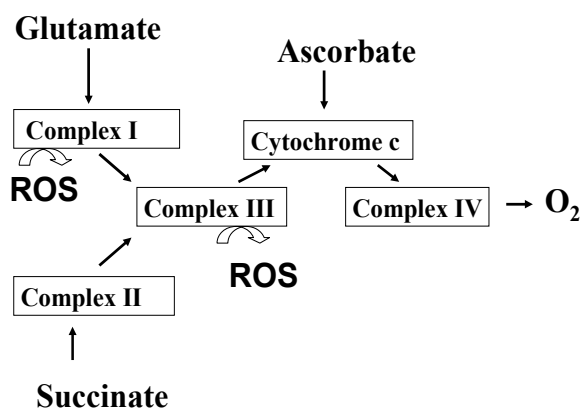 Glutamate
Ascorbate
Complex I
Cytochrome c
ROS
Complex III
Complex IV
O2
ROS
Complex II
Succinate